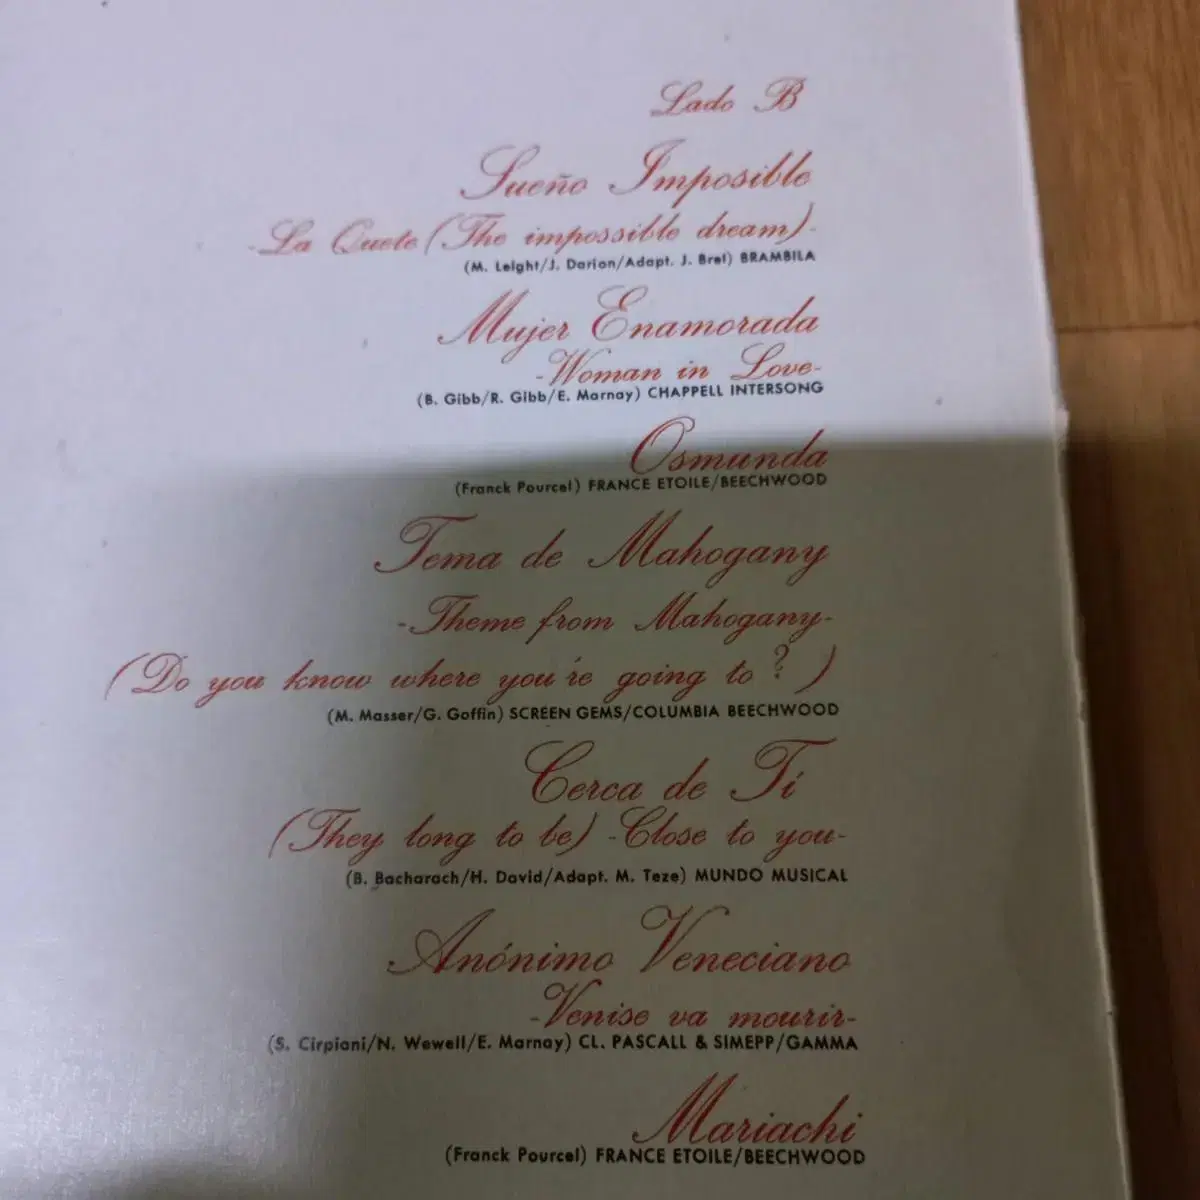 Lado B
Sueño Imposible
-La Quete (The impossible dream)-
(M. Leight/J. Darion/Adapt. J. Brel) BRAMBILA
Mujer Enamorada
-Woman in Love-
(B. Gibb/R. Gibb/E. Marnay) CHAPPELL INTERSONG
Osmunda
(Franck Pourcel) FRANCE ETOILE/BEECHWOOD
Tema de Mahogany
-Theme from Mahogany-
(Do you know where you're going to?)
(M. Masser/G. Goffin) SCREEN GEMS/COLUMBIA BEECHWOOD
Cerca de Tí
(They long to be) -Close to you-
(B. Bacharach/H. David/Adapt. M. Teze) MUNDO MUSICAL
Anónimo Veneciano
-Venise va mourir-
(S. Cirpiani/N. Wewell/E. Marnay) CL. PASCALL & SIMEPP/GAMMA
Mariachi
(Franck Pourcel) FRANCE ETOILE/BEECHWOOD